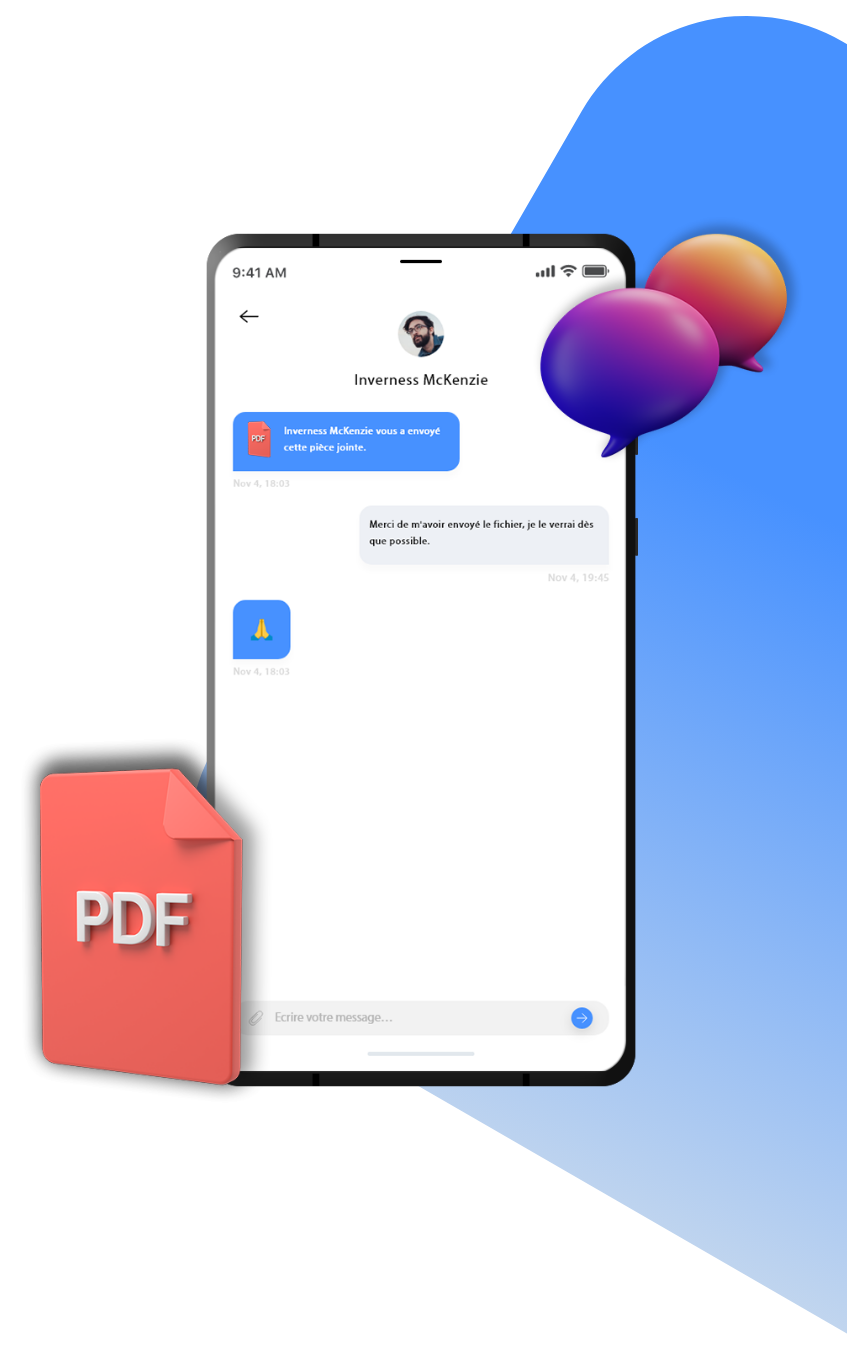 9:41 AM
Inverness McKenzie
PDF
Inverness McKenzie vous a envoyé
cette pièce jointe.
Nov 4, 18:03
Merci de m'avoir envoyé le fichier, je le verrai dès
que possible.
Nov 4, 19:45
Nov 4, 18:03
PDF
Ecrire votre message...